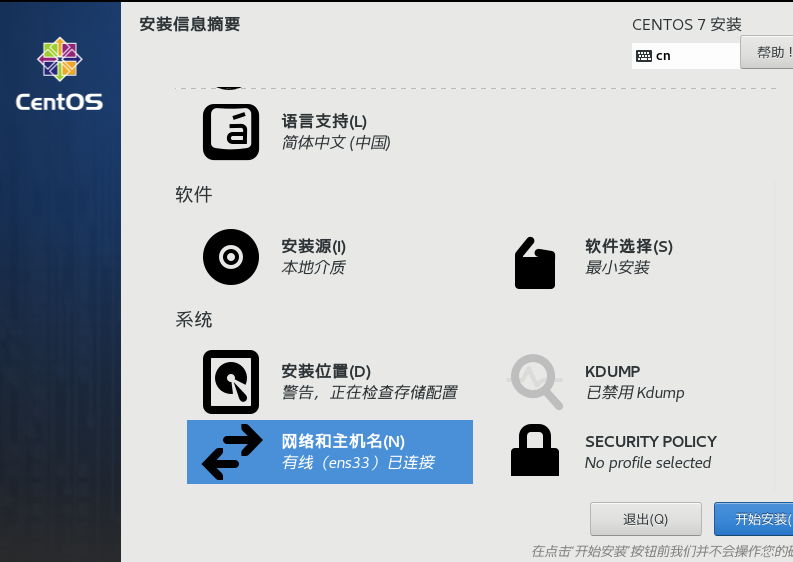 安装信息摘要
CENTOS 7 安装
cn
帮助！
CentOS
á
语言支持(L)
简体中文 (中国)
软件
安装源(I)
本地介质
软件选择(S)
最小安装
系统
安装位置(D)
警告，正在检查存储配置
KDUMP
已禁用 Kdump
网络和主机名(N)
有线（ens33）已连接
SECURITY POLICY
No profile selected
退出(Q)
开始安装(
在点击"开始安装"按钮前我们并不会操作您的